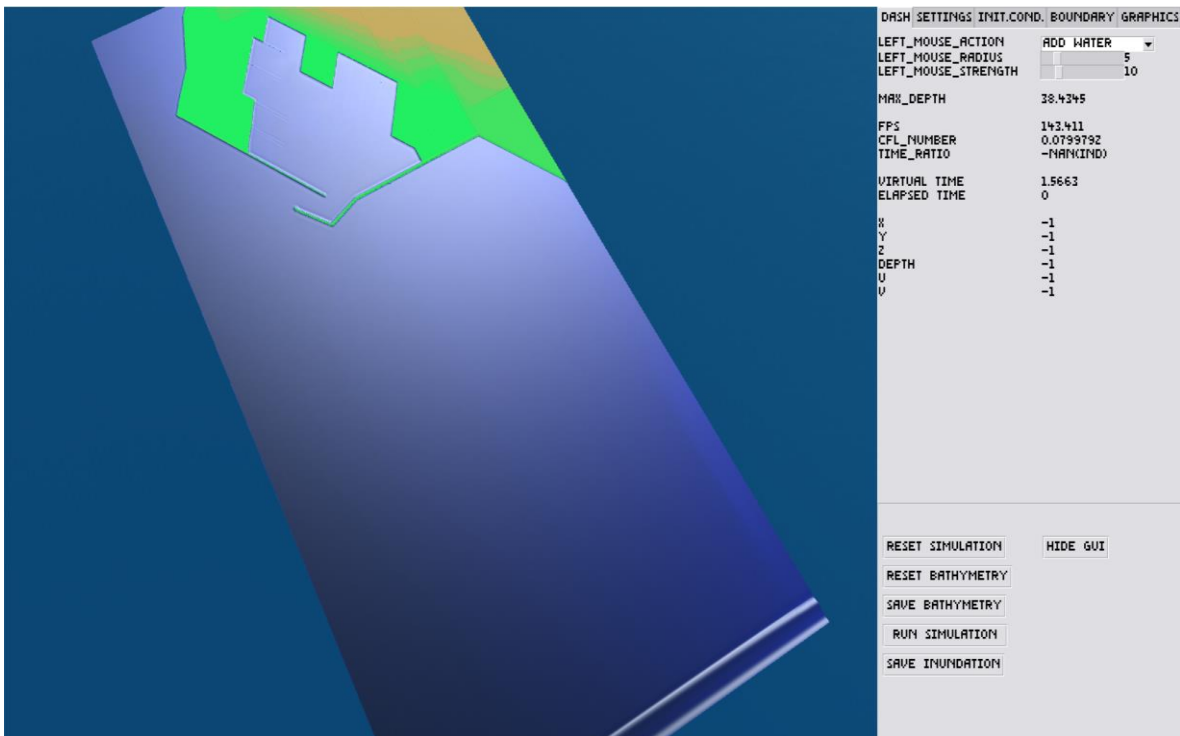 DASH SETTINGS INIT.COND. BOUNDARY GRAPHICS
LEFT_MOUSE_ACTION ADD WATER
LEFT_MOUSE_RADIUS 5
LEFT_MOUSE_STRENGTH 10
MAX_DEPTH 38.4345
FPS 143.411
CFL_NUMBER 0.0799792
TIME_RATIO -NAN(IND)
VIRTUAL TIME 1.5663
ELAPSED TIME 0
X -1
Y -1
Z -1
DEPTH -1
U -1
V -1
RESET SIMULATION HIDE GUI
RESET BATHYMETRY
SAVE BATHYMETRY
RUN SIMULATION
SAVE INUNDATION